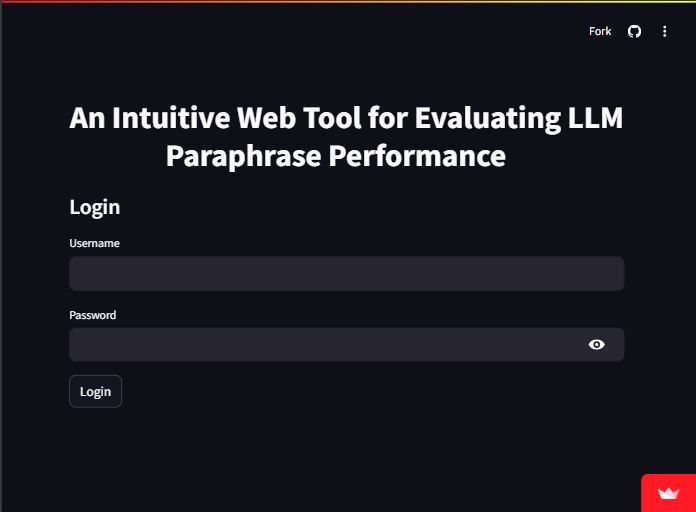 Fork
An Intuitive Web Tool for Evaluating LLM
Paraphrase Performance
Login
Username
Password
Login